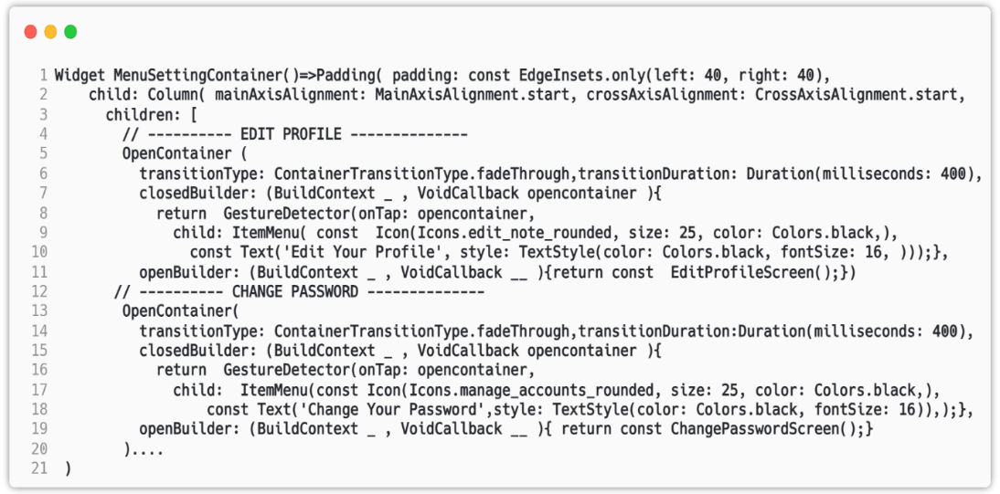 1 Widget MenuSettingContainer()=>Padding( padding: const EdgeInsets.only(left: 40, right: 40),
2 child: Column( mainAxisAlignment: MainAxisAlignment.start, crossAxisAlignment: CrossAxisAlignment.start,
3 children: [
4 // ---------- EDIT PROFILE --------------
5 OpenContainer (
6 transitionType: ContainerTransitionType.fadeThrough,transitionDuration: Duration(milliseconds: 400),
7 closedBuilder: (BuildContext _ , VoidCallback opencontainer ){
8 return  GestureDetector(onTap: opencontainer,
9 child: ItemMenu( const  Icon(Icons.edit_note_rounded, size: 25, color: Colors.black,),
10 const Text('Edit Your Profile', style: TextStyle(color: Colors.black, fontSize: 16, )));},
11 openBuilder: (BuildContext _ , VoidCallback __ ){return const  EditProfileScreen();})
12 // ---------- CHANGE PASSWORD --------------
13 OpenContainer(
14 transitionType: ContainerTransitionType.fadeThrough,transitionDuration:Duration(milliseconds: 400),
15 closedBuilder: (BuildContext _ , VoidCallback opencontainer ){
16 return  GestureDetector(onTap: opencontainer,
17 child:  ItemMenu(const Icon(Icons.manage_accounts_rounded, size: 25, color: Colors.black,),
18 const Text('Change Your Password',style: TextStyle(color: Colors.black, fontSize: 16)),);},
19 openBuilder: (BuildContext _ , VoidCallback __ ){ return const ChangePasswordScreen();}
20 )....
21 )